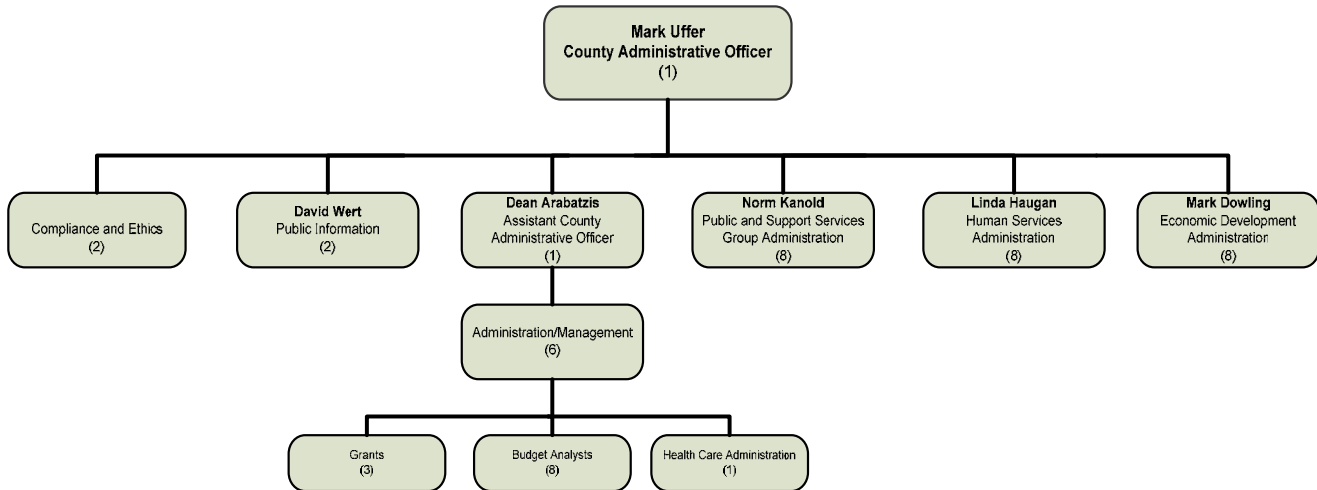 Mark Uffer
County Administrative Officer
(1)
Compliance and Ethics
(2)
David Wert
Public Information
(2)
Dean Arabatzis
Assistant County
Administrative Officer
(1)
Norm Kanold
Public and Support Services
Group Administration
(8)
Linda Haugan
Human Services
Administration
(8)
Mark Dowling
Economic Development
Administration
(8)
Administration/Management
(6)
Grants
(3)
Budget Analysts
(8)
Health Care Administration
(1)